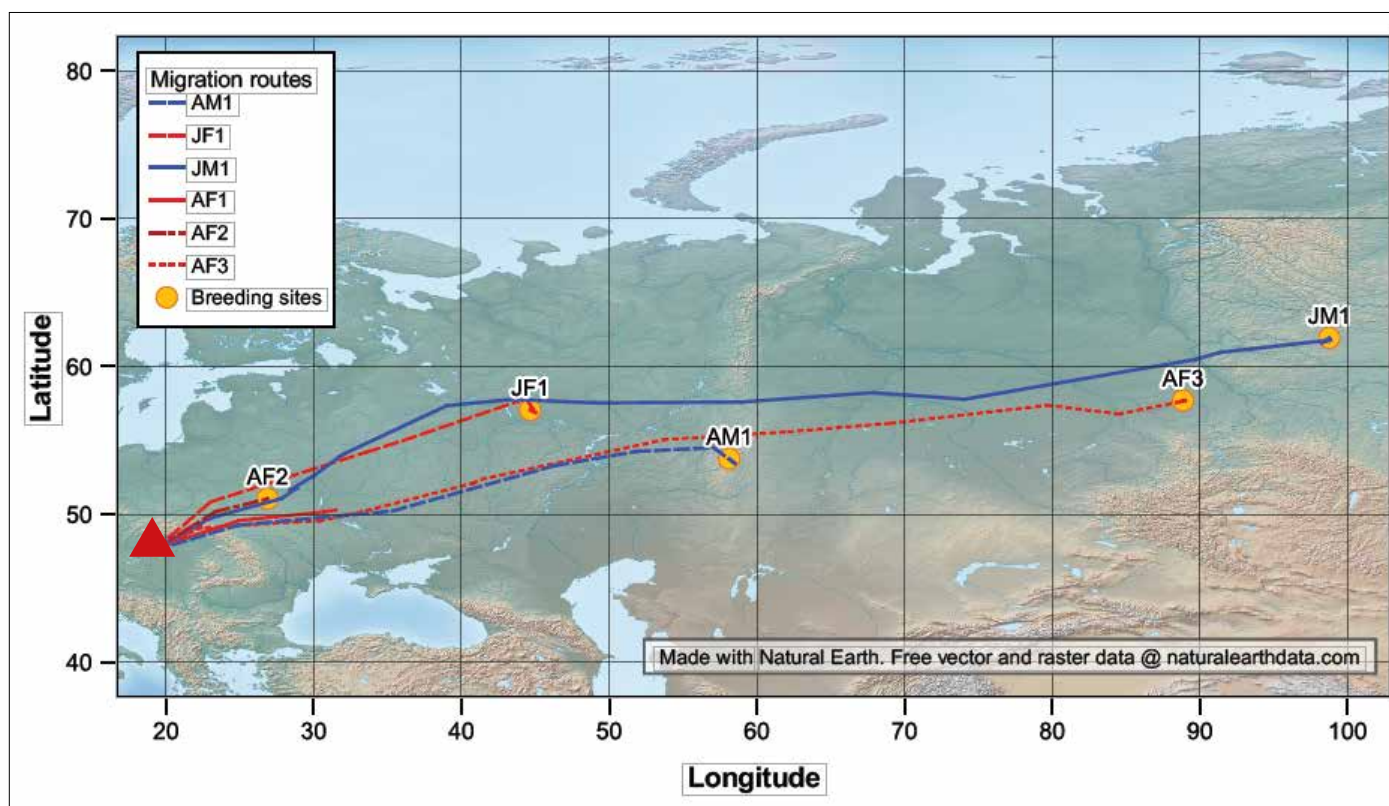 Migration routes
AM1
JF1
JM1
AF1
AF2
AF3
Breeding sites
80
70
60
50
40
Latitude
JM1
AF3
JF1
AM1
AF2
Made with Natural Earth. Free vector and raster data @ naturalearthdata.com
20 30 40 50 60 70 80 90 100
Longitude